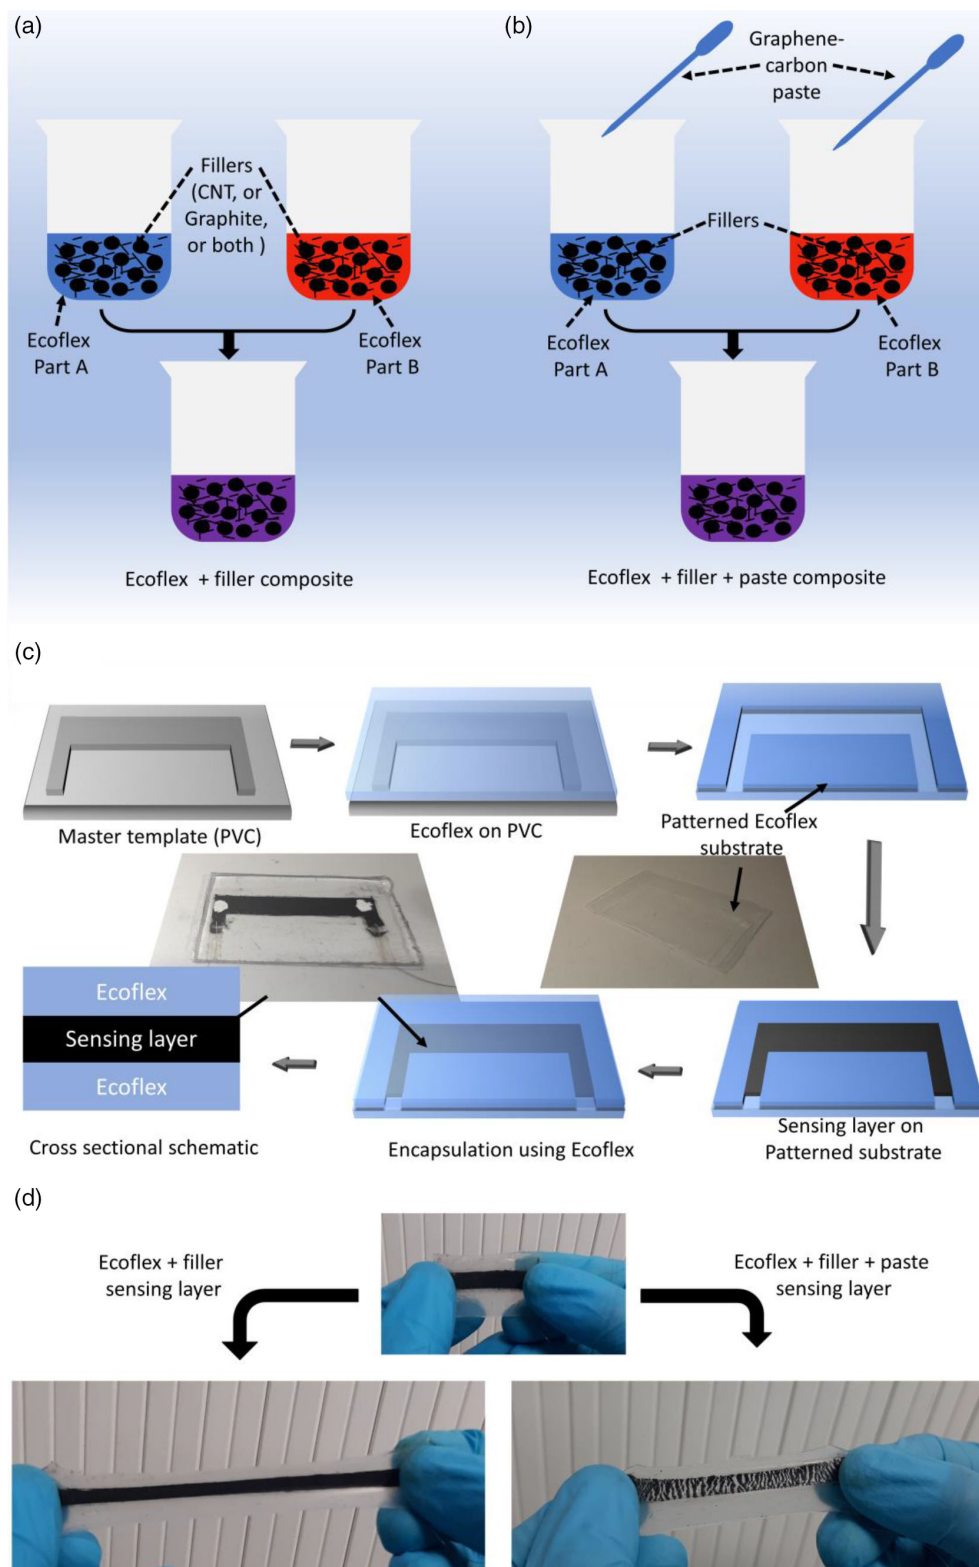 (a)
Fillers
(CNT, or
Graphite,
or both )
Ecoflex
Part A
Ecoflex
Part B
Ecoflex + filler composite
(b)
Graphene-
carbon
paste
Fillers
Ecoflex
Part A
Ecoflex
Part B
Ecoflex + filler + paste composite
(c)
Master template (PVC)
Ecoflex on PVC
Patterned Ecoflex
substrate
Ecoflex
Sensing layer
Ecoflex
Cross sectional schematic
Encapsulation using Ecoflex
Sensing layer on
Patterned substrate
(d)
Ecoflex + filler
sensing layer
Ecoflex + filler + paste
sensing layer